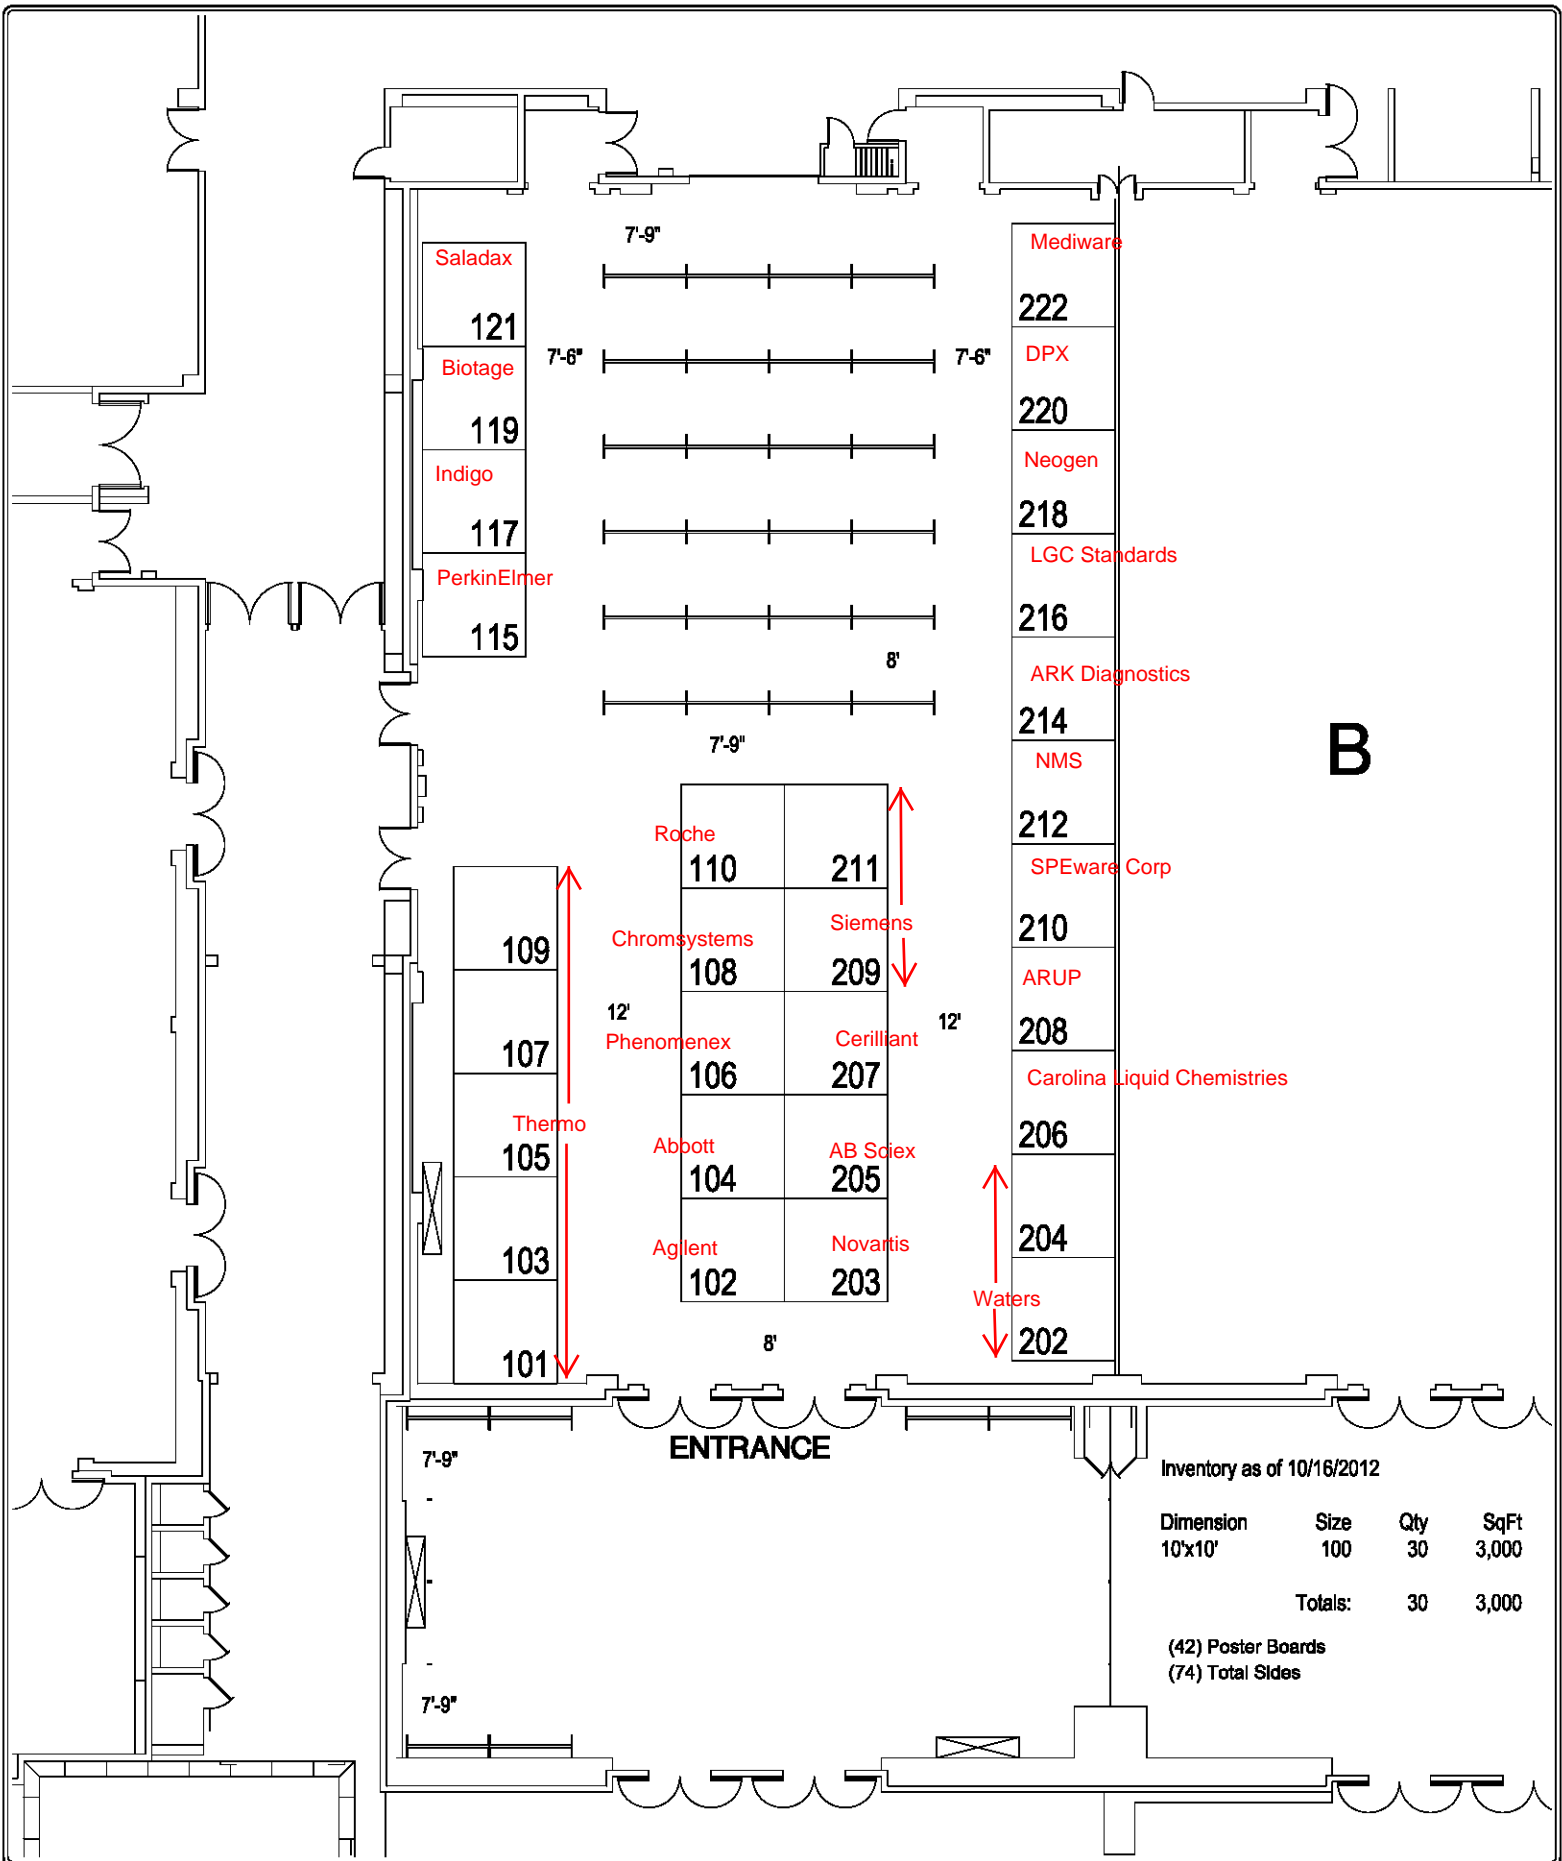 7'-9"
Saladax
121
Mediware
222
7'-6"
7'-6"
Biotage
119
DPX
220
Indigo
117
Neogen
218
PerkinElmer
115
LGC Standards
216
8'
ARK Diagnostics
214
7'-9"
B
NMS
212
Roche
110
211
SPEware Corp
210
109
Chromsystems
108
Siemens
209
ARUP
208
12'
12'
107
Phenomenex
106
Cerilliant
207
Carolina Liquid Chemistries
206
Thermo
105
Abbott
104
AB Sciex
205
204
103
Agilent
102
Novartis
203
Waters
202
101
8'
ENTRANCE
7'-9"
Inventory as of 10/16/2012
Dimension Size Qty SqFt
10'x10' 100 30 3,000
Totals: 30 3,000
(42) Poster Boards
(74) Total Sides
7'-9"